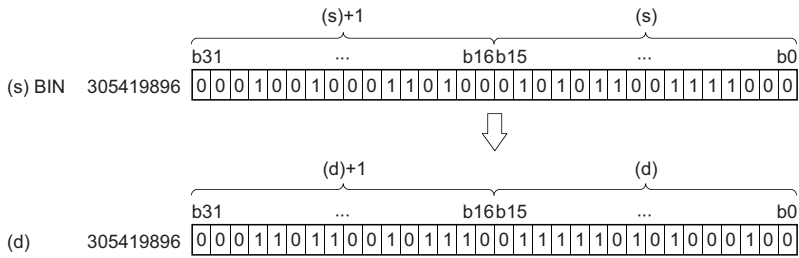 (s)+1 (s)
b31 ... b16 b15 ... b0
(s) BIN 305419896 0 0 0 1 0 0 1 0 0 0 1 1 0 1 0 0 0 1 0 1 0 1 1 0 0 1 1 1 1 0 0 0
(d)+1 (d)
b31 ... b16 b15 ... b0
(d) 305419896 0 0 0 1 1 0 1 1 0 0 1 0 1 1 1 0 0 1 1 1 1 1 0 1 0 1 0 0 0 1 0 0